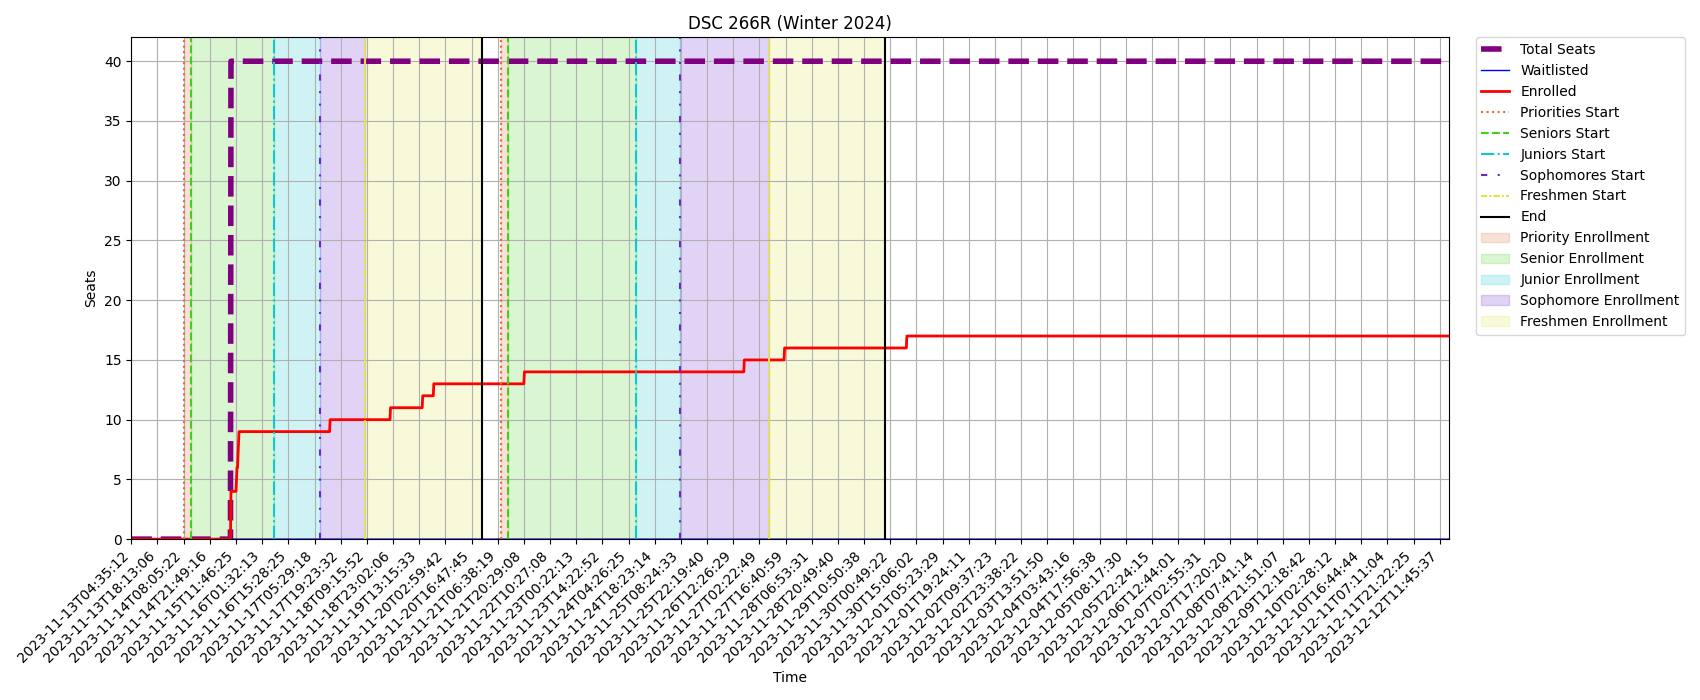 DSC 266R (Winter 2024)
Seats
40
35
30
25
20
15
10
5
0
2023-11-13T04:35:12
2023-11-13T18:13:06
2023-11-14T08:05:22
2023-11-14T21:49:16
2023-11-15T11:46:25
2023-11-16T01:32:13
2023-11-16T15:28:25
2023-11-17T05:29:18
2023-11-17T19:23:32
2023-11-18T09:15:52
2023-11-18T23:02:06
2023-11-19T13:15:33
2023-11-20T02:59:42
2023-11-20T16:47:45
2023-11-21T06:38:19
2023-11-21T20:29:08
2023-11-22T10:27:08
2023-11-23T00:22:13
2023-11-23T14:22:52
2023-11-24T04:26:25
2023-11-24T18:23:14
2023-11-25T08:24:33
2023-11-25T22:19:40
2023-11-26T12:26:29
2023-11-27T02:22:49
2023-11-27T16:40:59
2023-11-28T06:53:31
2023-11-28T20:49:40
2023-11-29T10:50:38
2023-11-30T00:49:22
2023-11-30T15:06:02
2023-12-01T05:23:29
2023-12-01T19:24:11
2023-12-02T09:37:23
2023-12-02T23:38:22
2023-12-03T13:51:50
2023-12-04T03:43:16
2023-12-04T17:56:38
2023-12-05T08:17:30
2023-12-05T22:24:15
2023-12-06T12:44:01
2023-12-07T02:55:31
2023-12-07T17:20:20
2023-12-08T07:41:14
2023-12-08T21:51:07
2023-12-09T12:18:42
2023-12-10T02:28:12
2023-12-10T16:44:44
2023-12-11T07:11:04
2023-12-11T21:22:25
2023-12-12T11:45:37
Time
Total Seats
Waitlisted
Enrolled
Priorities Start
Seniors Start
Juniors Start
Sophomores Start
Freshmen Start
End
Priority Enrollment
Senior Enrollment
Junior Enrollment
Sophomore Enrollment
Freshmen Enrollment